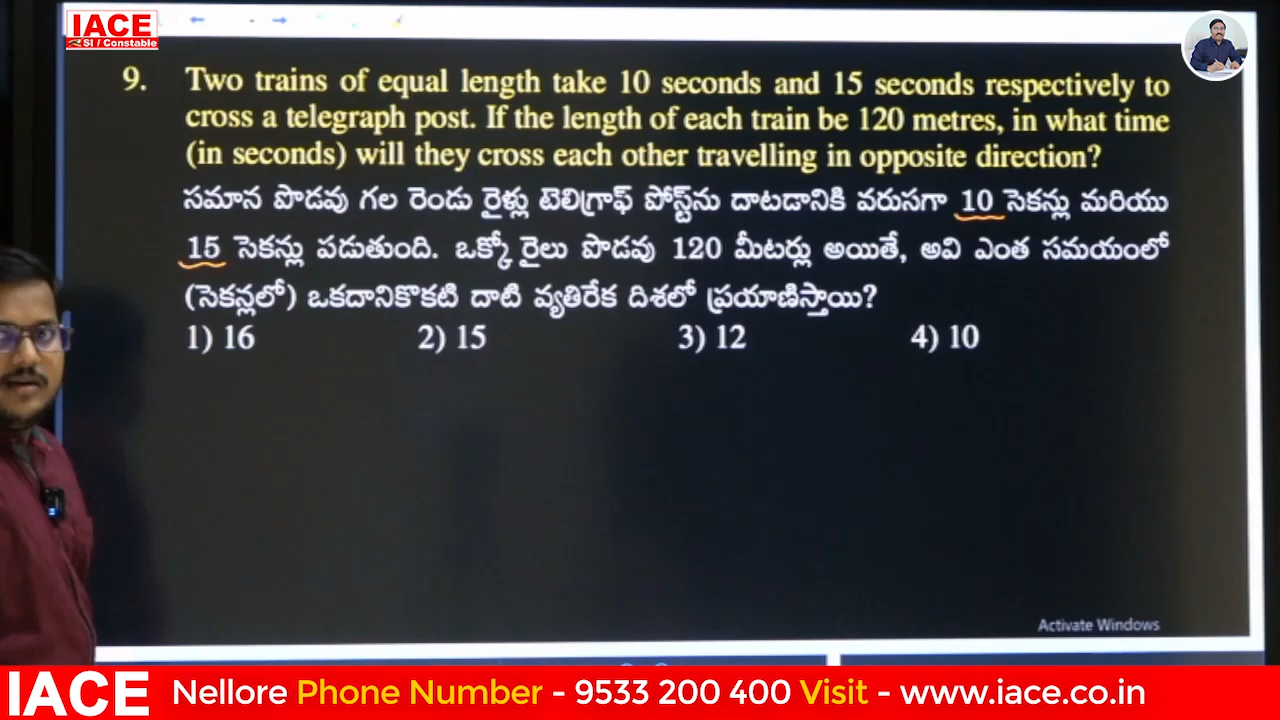 IACE
SI / Constable
9. Two trains of equal length take 10 seconds and 15 seconds respectively to
cross a telegraph post. If the length of each train be 120 metres, in what time
(in seconds) will they cross each other travelling in opposite direction?
సమాన పొడవు గల రెండు రైళ్లు టెలిగ్రాఫ్ పోస్ట్‌ను దాటడానికి వరుసగా 10 సెకన్లు మరియు
15 సెకన్లు పడుతుంది. ఒక్కో రైలు పొడవు 120 మీటర్లు అయితే, అవి ఎంత సమయంలో
(సెకన్లలో) ఒకదానికొకటి దాటి వ్యతిరేక దిశలో ప్రయాణిస్తాయి?
1) 16 2) 15 3) 12 4) 10
Activate Windows
IACE Nellore Phone Number - 9533 200 400 Visit - www.iace.co.in